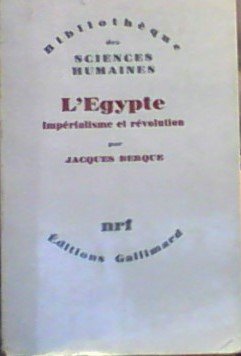 Bibliothèque
des
SCIENCES
HUMAINES
L'Egypte
Impérialisme et révolution
par
JACQUES BERQUE
nrf
Éditions Gallimard